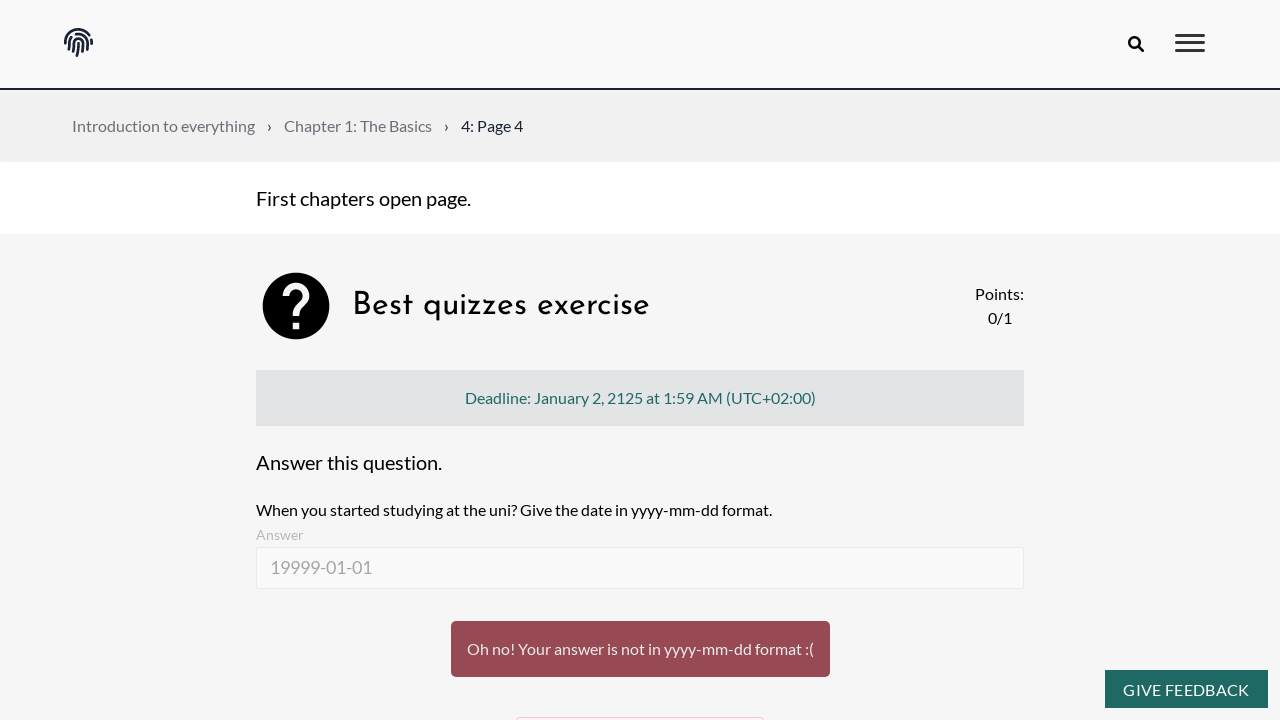 Introduction to everything › Chapter 1: The Basics › 4: Page 4
First chapters open page.
Best quizzes exercise
Points:
0/1
Deadline: January 2, 2125 at 1:59 AM (UTC+02:00)
Answer this question.
When you started studying at the uni? Give the date in yyyy-mm-dd format.
Answer
19999-01-01
Oh no! Your answer is not in yyyy-mm-dd format :(
GIVE FEEDBACK